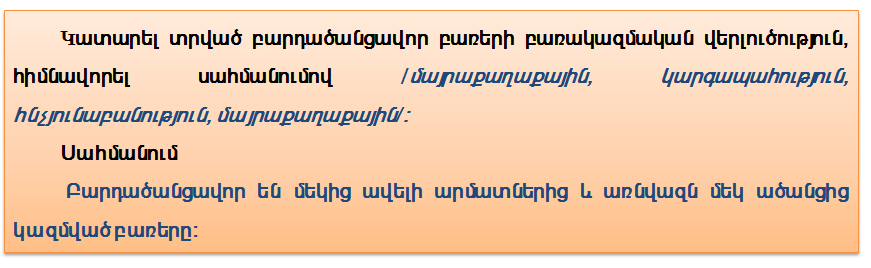 Կատարել տրված բարդածանցավոր բառերի բառակազմական վերլուծություն,
հիմնավորել սահմանումով /մայրաքաղաքային, կարգապահություն,
հնչյունաբանություն, մայրաքաղաքային/:
Սահմանում
Բարդածանցավոր են մեկից ավելի արմատներից և առնվազն մեկ ածանցից
կազմված բառերը: